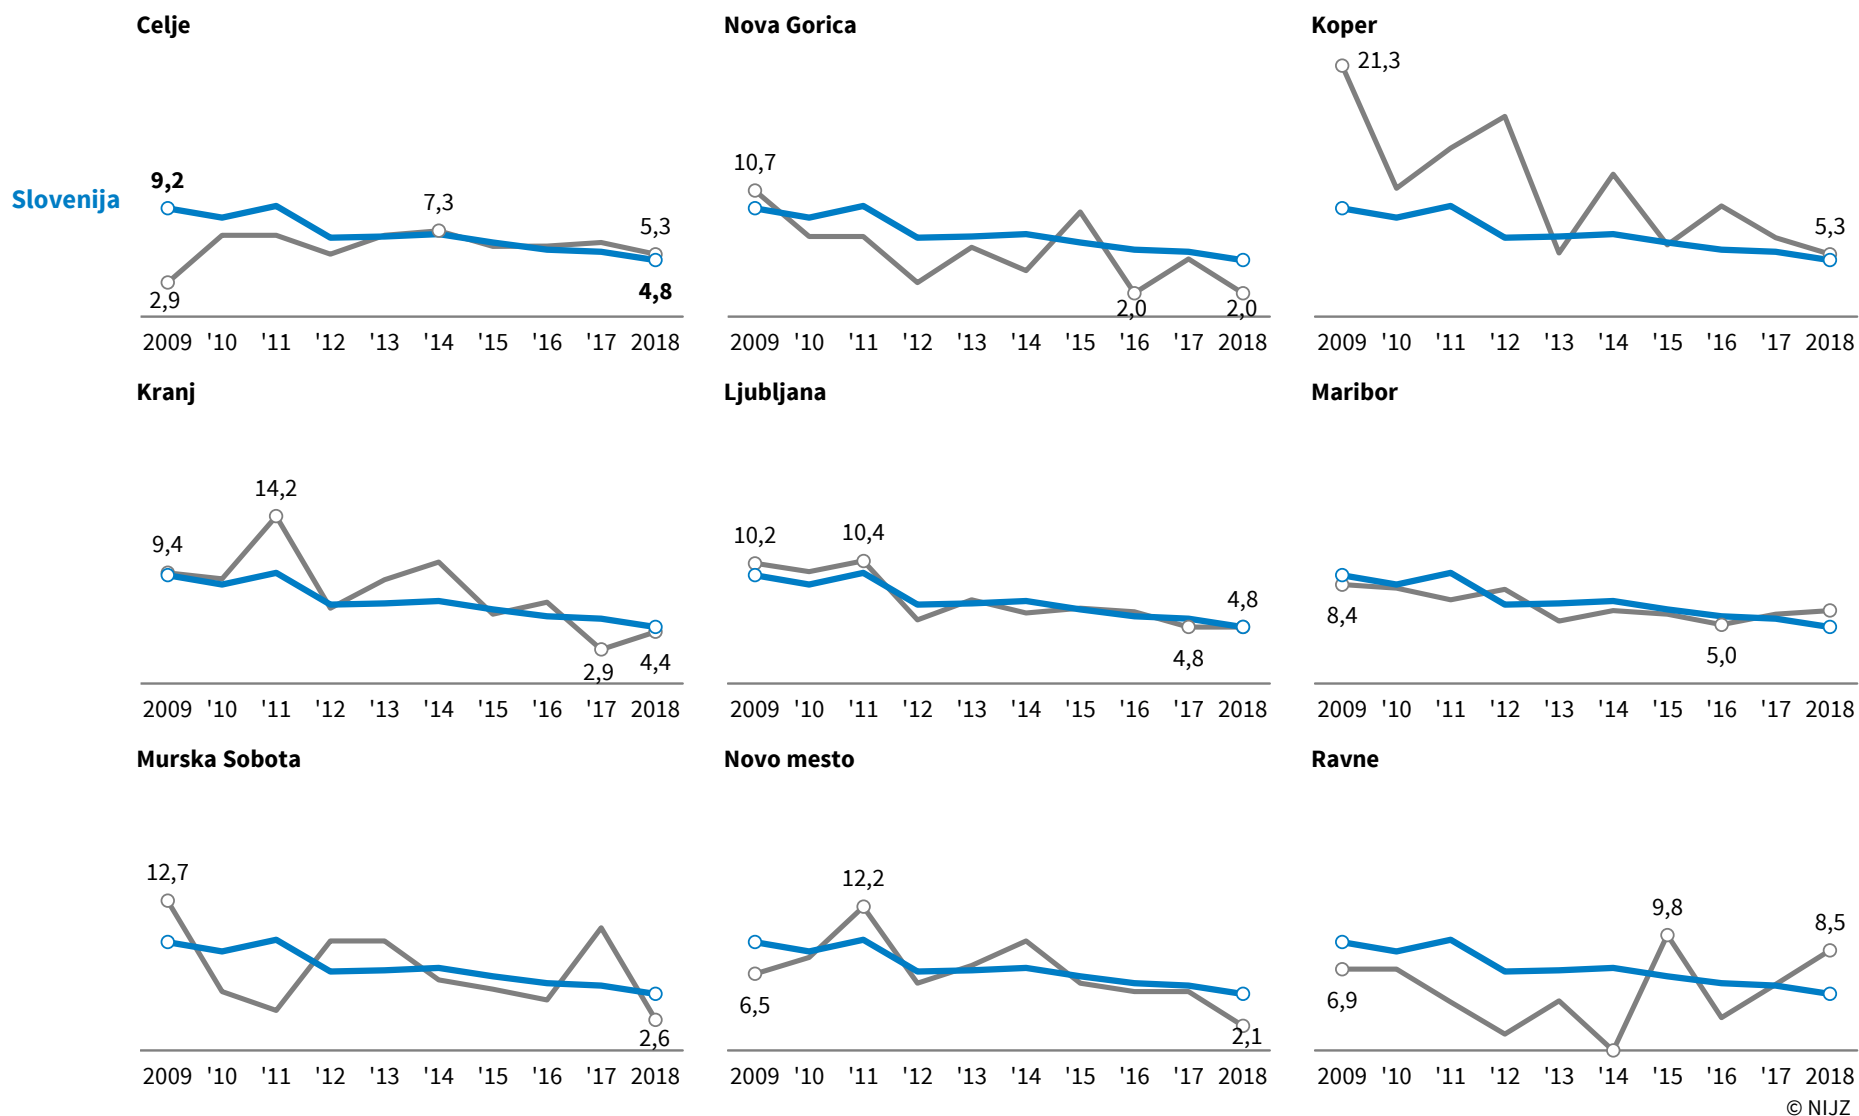 Celje
Nova Gorica
Koper
21,3
10,7
9,2
Slovenija
7,3
5,3
5,3
2,9
4,8
2,0
2,0
2009 '10 '11 '12 '13 '14 '15 '16 '17 2018
2009 '10 '11 '12 '13 '14 '15 '16 '17 2018
2009 '10 '11 '12 '13 '14 '15 '16 '17 2018
Kranj
Ljubljana
Maribor
14,2
9,4
10,2
10,4
4,8
8,4
2,9
4,4
4,8
5,0
2009 '10 '11 '12 '13 '14 '15 '16 '17 2018
2009 '10 '11 '12 '13 '14 '15 '16 '17 2018
2009 '10 '11 '12 '13 '14 '15 '16 '17 2018
Murska Sobota
Novo mesto
Ravne
12,7
12,2
9,8
8,5
6,5
6,9
2,6
2,1
2009 '10 '11 '12 '13 '14 '15 '16 '17 2018
2009 '10 '11 '12 '13 '14 '15 '16 '17 2018
2009 '10 '11 '12 '13 '14 '15 '16 '17 2018
© NIJZ